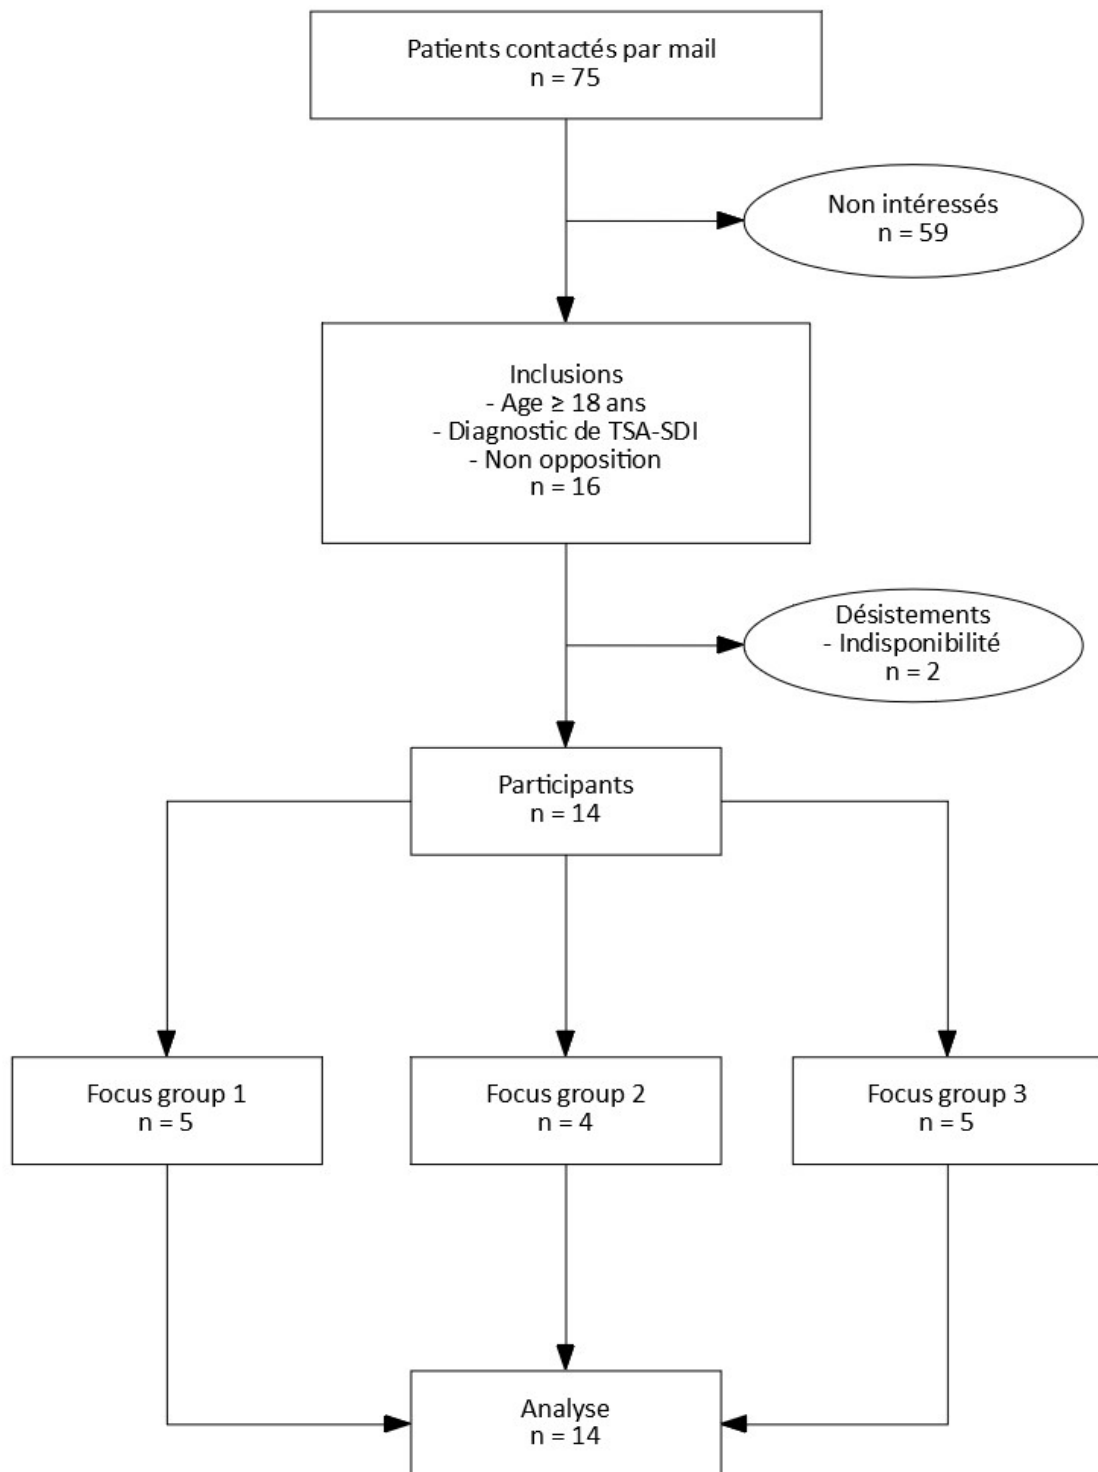 Patients contactés par mail
n = 75
Non intéressés
n = 59
Inclusions
- Age ≥ 18 ans
- Diagnostic de TSA-SDI
- Non opposition
n = 16
Désistements
- Indisponibilité
n = 2
Participants
n = 14
Focus group 1
n = 5
Focus group 2
n = 4
Focus group 3
n = 5
Analyse
n = 14